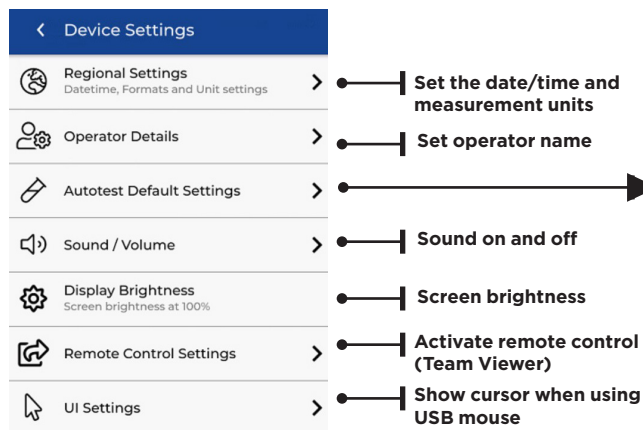 Device Settings
Regional Settings
Datetime, Formats and Unit settings
Set the date/time and
measurement units
Operator Details
Set operator name
Autotest Default Settings
Sound / Volume
Sound on and off
Display Brightness
Screen brightness at 100%
Screen brightness
Remote Control Settings
Activate remote control
(Team Viewer)
UI Settings
Show cursor when using
USB mouse